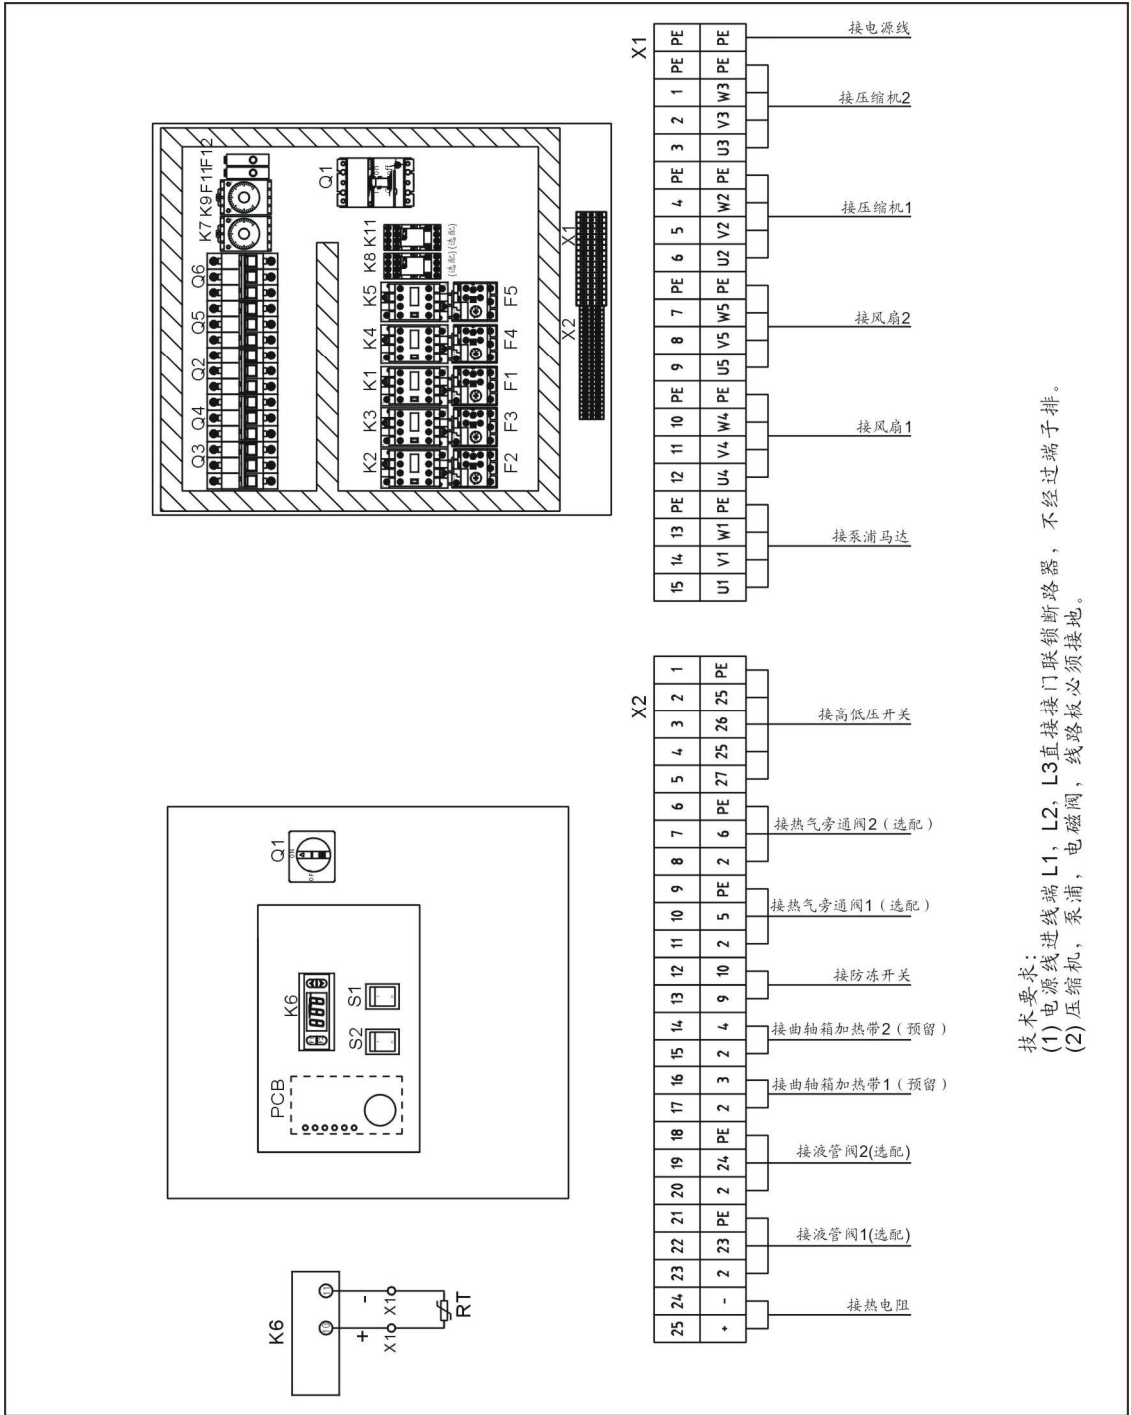 X1
PE PE 接电源线
PE PE
1 W3
2 V3
3 U3
接压缩机2
PE PE
4 W2
5 V2
6 U2
接压缩机1
PE PE
7 W5
8 V5
9 U5
接风扇2
PE PE
10 W4
11 V4
12 U4
接风扇1
PE PE
13 W1
14 V1
15 U1
接泵浦马达
X2
1 PE
2 25
3 26
4 25
5 27
接高低压开关
6 PE
7 6
8 2
接热气旁通阀2（选配）
9 PE
10 5
11 2
接热气旁通阀1（选配）
12 10
13 9
接防冻开关
14 4
15 2
接曲轴箱加热带2（预留）
16 3
17 2
接曲轴箱加热带1（预留）
18 PE
19 24
20 2
接液管阀2(选配)
21 PE
22 23
23 2
接液管阀1(选配)
24 -
25 +
接热电阻
Q3 Q4 Q2 Q5 Q6 K7 K9 F11 F12
Q1
K2 K3 K1 K4 K5 K8 K11
(选配) (选配)
F2 F3 F1 F4 F5
X2 X1
Q1
ON
OFF
K6
S2 S1
PCB
K6
10 11
+ -
X1 X1
RT
技术要求：
(1) 电源线进线端L1，L2，L3直接接门联锁断路器，不经过端子排。
(2) 压缩机，泵浦，电磁阀，线路板必须接地。